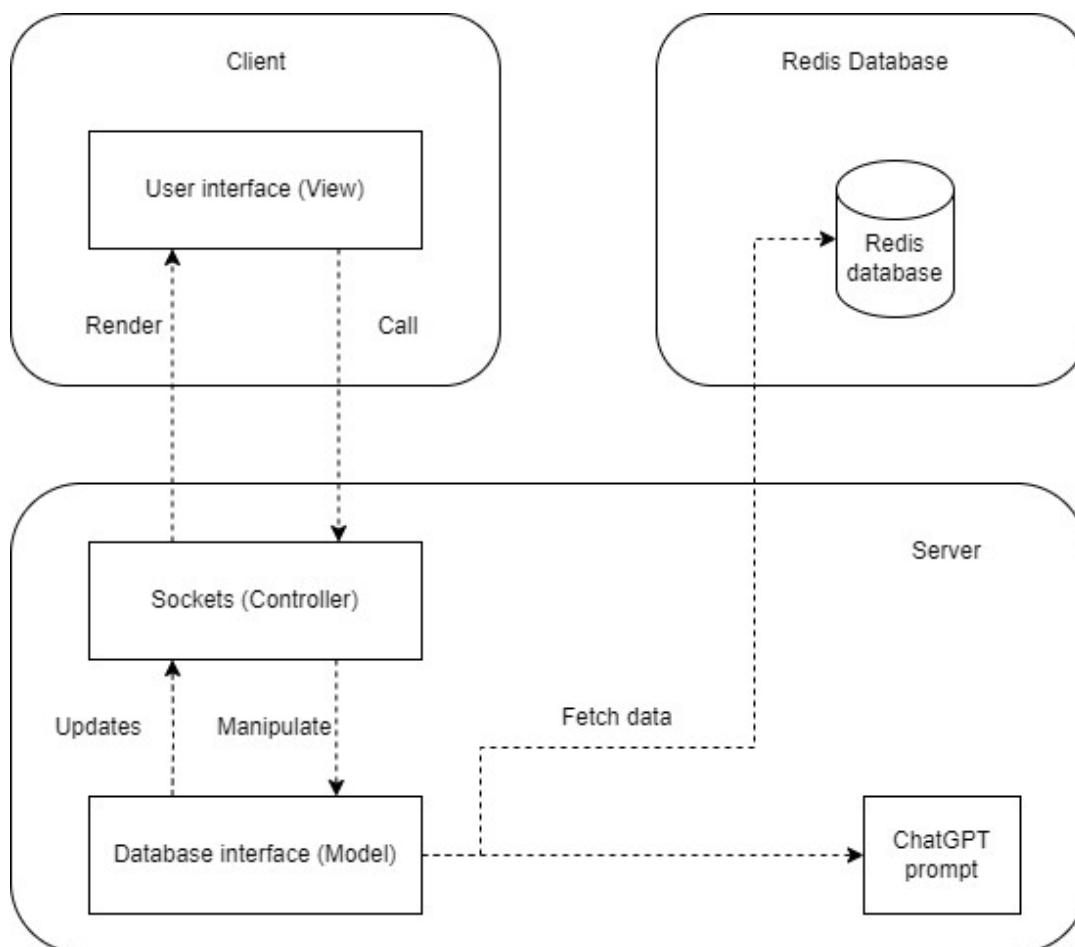 Client
Redis Database
User interface (View)
Redis
database
Render
Call
Server
Sockets (Controller)
Updates
Manipulate
Fetch data
Database interface (Model)
ChatGPT
prompt